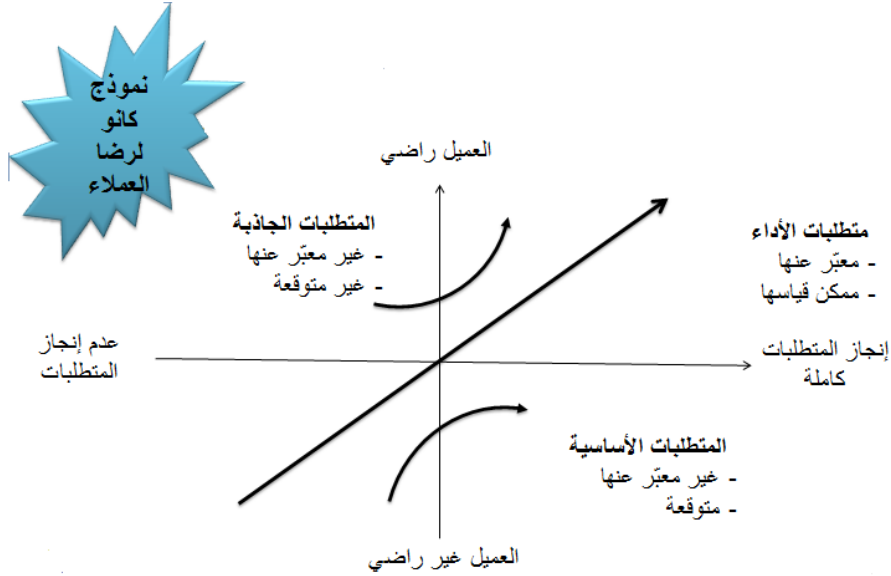 نموذج
كانو
لرضا
العملاء
العميل راضي
المتطلبات الجاذبة
- غير معبّر عنها
- غير متوقعة
متطلبات الأداء
- معبّر عنها
- ممكن قياسها
إنجاز المتطلبات
كاملة
عدم إنجاز
المتطلبات
المتطلبات الأساسية
- غير معبّر عنها
- متوقعة
العميل غير راضي